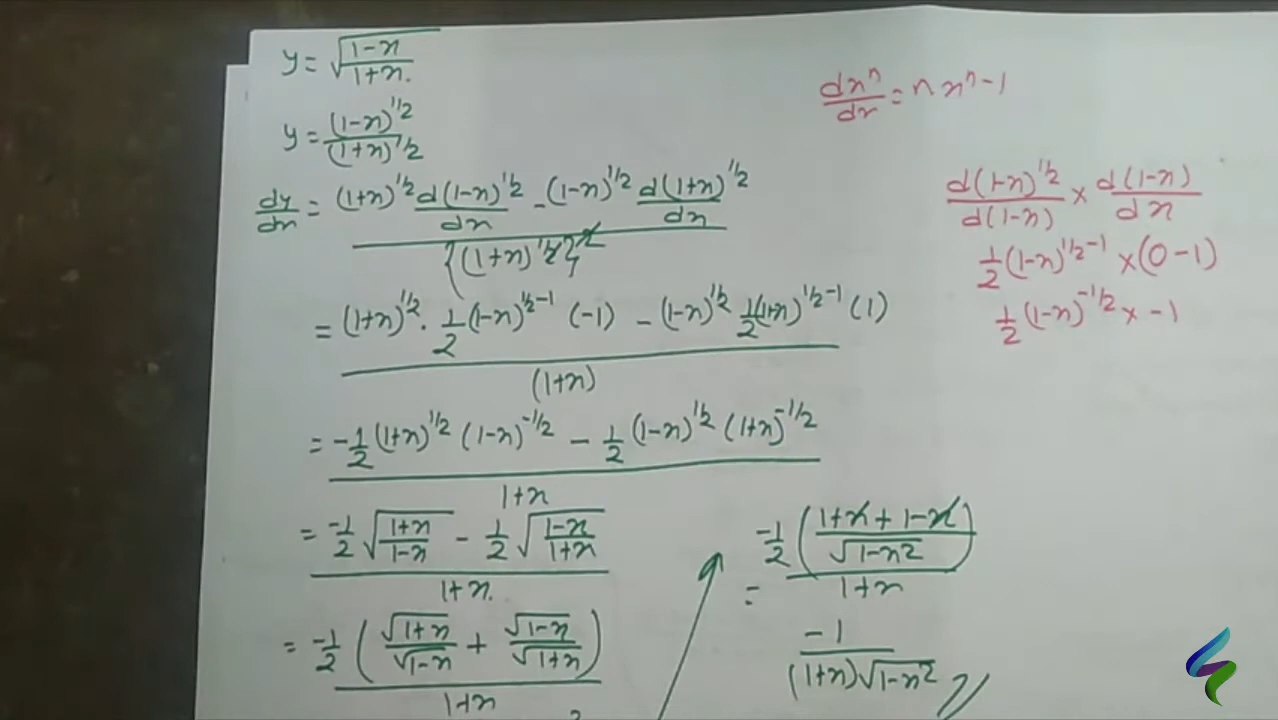 y = √((1-x)/(1+x))
y = (1-x)^1/2 / (1+x)^1/2
dy/dx = ((1+x)^1/2 d(1-x)^1/2/dx - (1-x)^1/2 d(1+x)^1/2/dx) / {(1+x)^1/2}^2
= ((1+x)^1/2 . 1/2 (1-x)^1/2-1 (-1) - (1-x)^1/2 1/2 (1+x)^1/2-1 (1)) / (1+x)
= (-1/2 (1+x)^1/2 (1-x)^-1/2 - 1/2 (1-x)^1/2 (1+x)^-1/2) / 1+x
= (-1/2 √((1+x)/(1-x)) - 1/2 √((1-x)/(1+x))) / 1+x.
= -1/2 (√(1+x)/√(1-x) + √(1-x)/√(1+x)) / 1+x
dx^n/dx = n x^n-1
d(1-x)^1/2/d(1-x) × d(1-x)/dx
1/2 (1-x)^1/2-1 × (0-1)
1/2 (1-x)^-1/2 × -1
= -1/2 ((1+x+1-x)/√(1-x^2)) / 1+x
-1 / (1+x)√(1-x^2) //